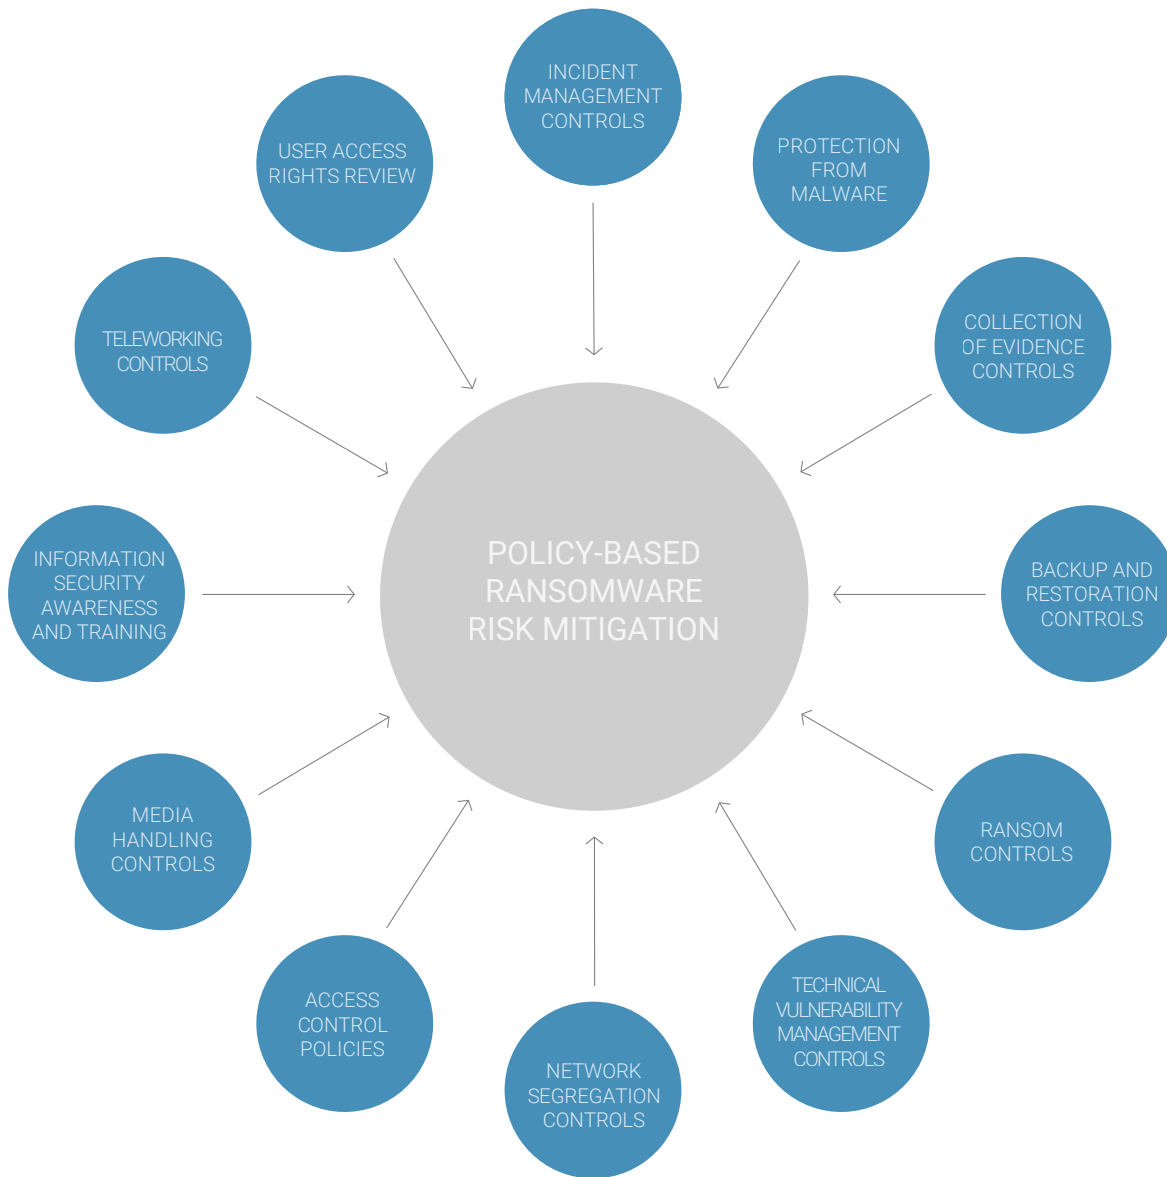 INCIDENT
MANAGEMENT
CONTROLS
PROTECTION
FROM
MALWARE
COLLECTION
OF EVIDENCE
CONTROLS
BACKUP AND
RESTORATION
CONTROLS
RANSOM
CONTROLS
TECHNICAL
VULNERABILITY
MANAGEMENT
CONTROLS
NETWORK
SEGREGATION
CONTROLS
ACCESS
CONTROL
POLICIES
MEDIA
HANDLING
CONTROLS
INFORMATION
SECURITY
AWARENESS
AND TRAINING
TELEWORKING
CONTROLS
USER ACCESS
RIGHTS REVIEW
POLICY-BASED
RANSOMWARE
RISK MITIGATION